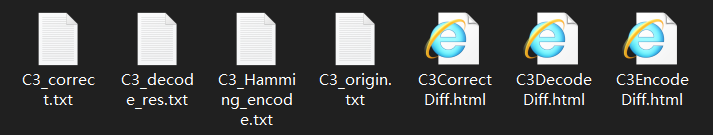 C3_correc
t.txt
C3_decod
e_res.txt
C3_Hammi
ng_encod
e.txt
C3_origin.
txt
C3Correct
Diff.html
C3Decode
Diff.html
C3Encode
Diff.html